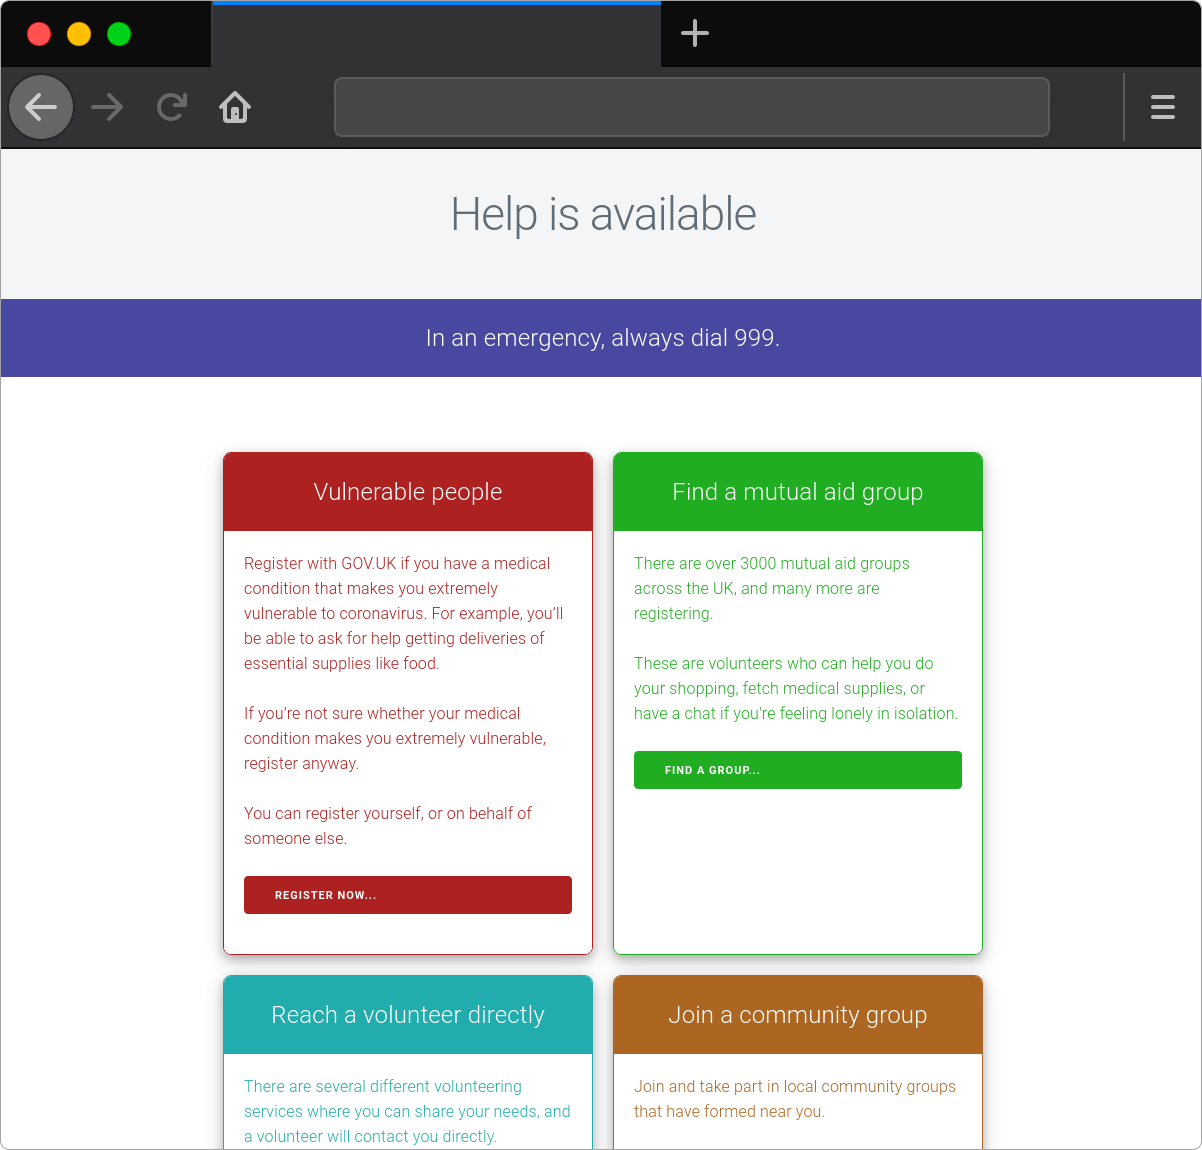 Help is available
In an emergency, always dial 999.
Vulnerable people
Register with GOV.UK if you have a medical
condition that makes you extremely
vulnerable to coronavirus. For example, you’ll
be able to ask for help getting deliveries of
essential supplies like food.
If you’re not sure whether your medical
condition makes you extremely vulnerable,
register anyway.
You can register yourself, or on behalf of
someone else.
REGISTER NOW...
Find a mutual aid group
There are over 3000 mutual aid groups
across the UK, and many more are
registering.
These are volunteers who can help you do
your shopping, fetch medical supplies, or
have a chat if you're feeling lonely in isolation.
FIND A GROUP...
Reach a volunteer directly
There are several different volunteering
services where you can share your needs, and
a volunteer will contact you directly.
Join a community group
Join and take part in local community groups
that have formed near you.